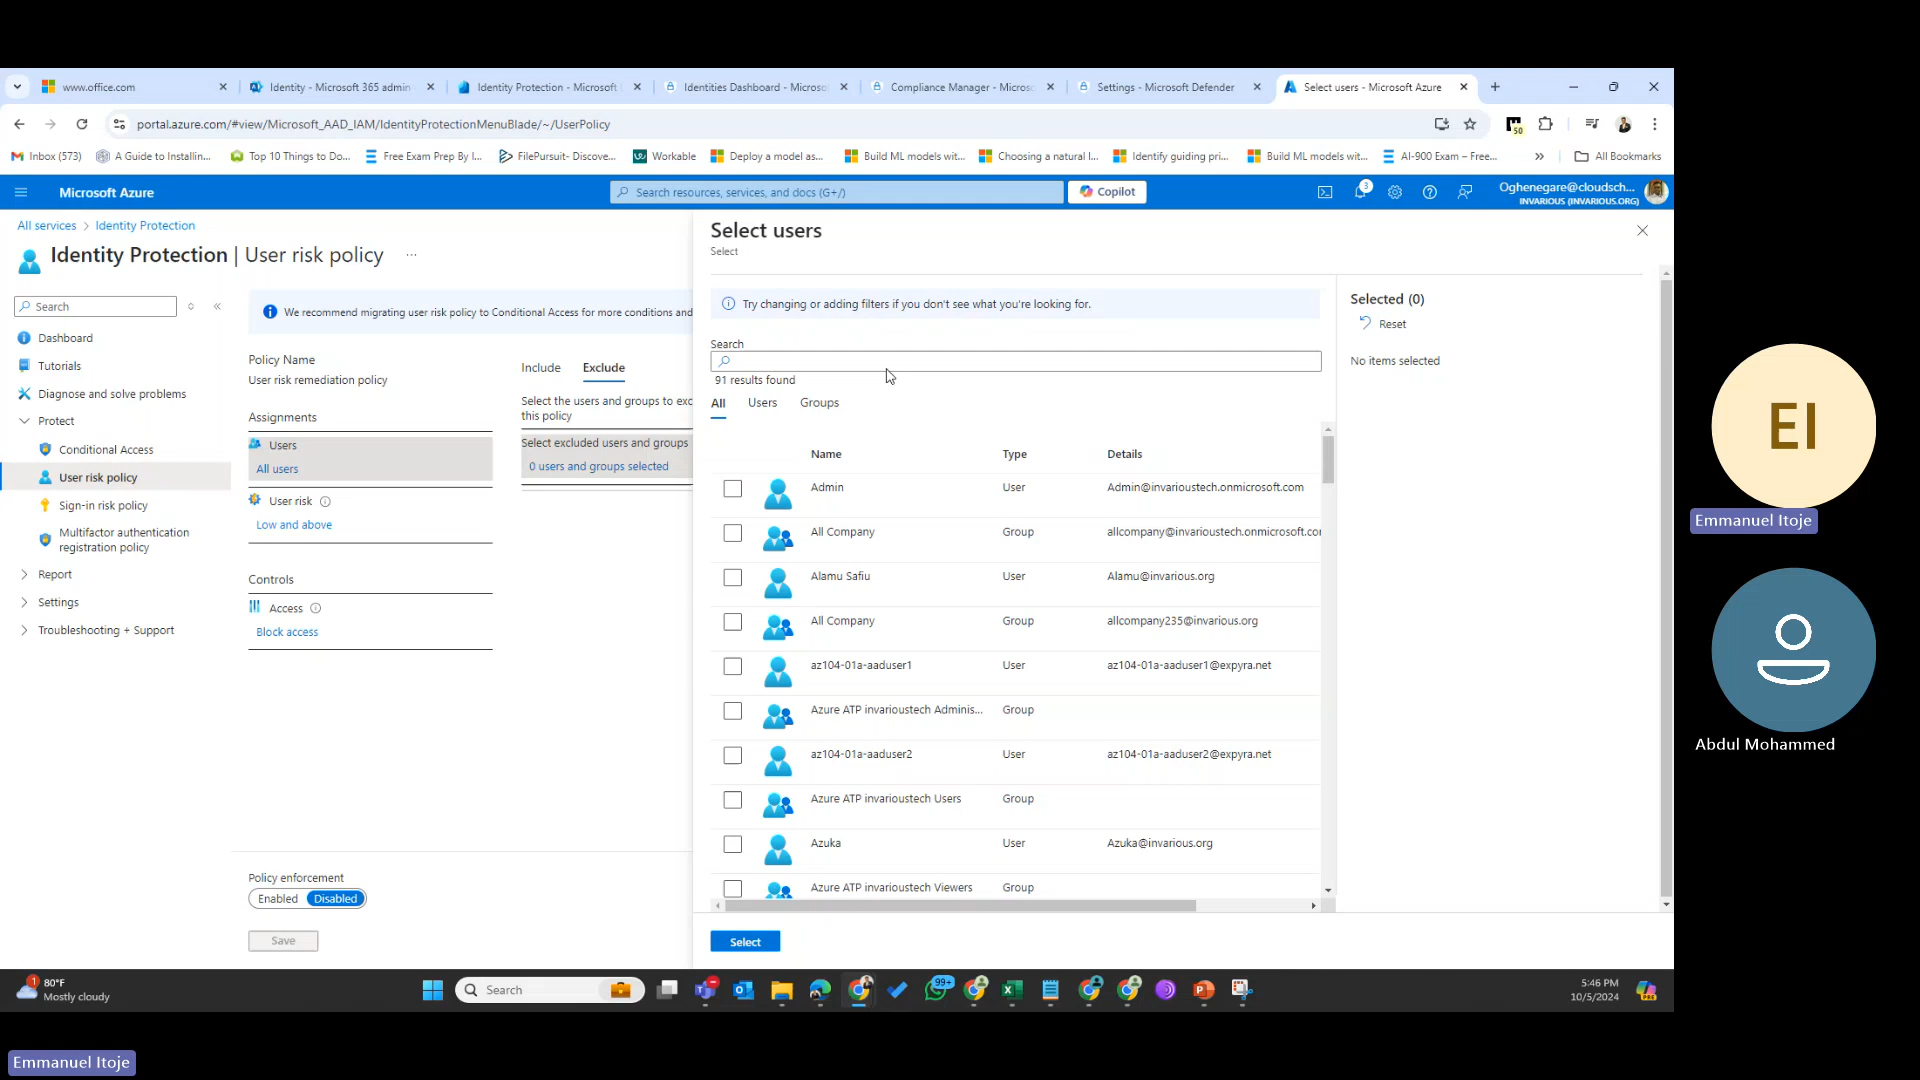 www.office.com
Identity - Microsoft 365 admin
Identity Protection - Microsoft
Identities Dashboard - Microso
Compliance Manager - Micros
Settings - Microsoft Defender
Select users - Microsoft Azure
portal.azure.com/#view/Microsoft_AAD_IAM/IdentityProtectionMenuBlade/~/UserPolicy
50
Inbox (573)
A Guide to Installin...
Top 10 Things to Do...
Free Exam Prep By I...
FilePursuit- Discove...
Workable
Deploy a model as...
Build ML models wit...
Choosing a natural l...
Identify guiding pri...
Build ML models wit...
AI-900 Exam – Free...
All Bookmarks
Microsoft Azure
Search resources, services, and docs (G+/)
Copilot
3
Oghenegare@cloudsch...
INVARIOUS (INVARIOUS.ORG)
All services > Identity Protection
Identity Protection | User risk policy
...
Search
Dashboard
Tutorials
Diagnose and solve problems
Protect
Conditional Access
User risk policy
Sign-in risk policy
Multifactor authentication
registration policy
Report
Settings
Troubleshooting + Support
We recommend migrating user risk policy to Conditional Access for more conditions and
Policy Name
User risk remediation policy
Assignments
Users
All users
User risk
Low and above
Controls
Access
Block access
Policy enforcement
Enabled Disabled
Save
Include Exclude
Select the users and groups to exc
this policy
Select excluded users and groups
0 users and groups selected
Select users
Select
Try changing or adding filters if you don't see what you're looking for.
Search
91 results found
All Users Groups
Name Type Details
Admin User Admin@invarioustech.onmicrosoft.com
All Company Group allcompany@invarioustech.onmicrosoft.co
Alamu Safiu User Alamu@invarious.org
All Company Group allcompany235@invarious.org
az104-01a-aaduser1 User az104-01a-aaduser1@expyra.net
Azure ATP invarioustech Adminis... Group
az104-01a-aaduser2 User az104-01a-aaduser2@expyra.net
Azure ATP invarioustech Users Group
Azuka User Azuka@invarious.org
Azure ATP invarioustech Viewers Group
Select
Selected (0)
Reset
No items selected
EI
Emmanuel Itoje
Abdul Mohammed
1
80°F
Mostly cloudy
Search
99+
5:46 PM
10/5/2024
Emmanuel Itoje